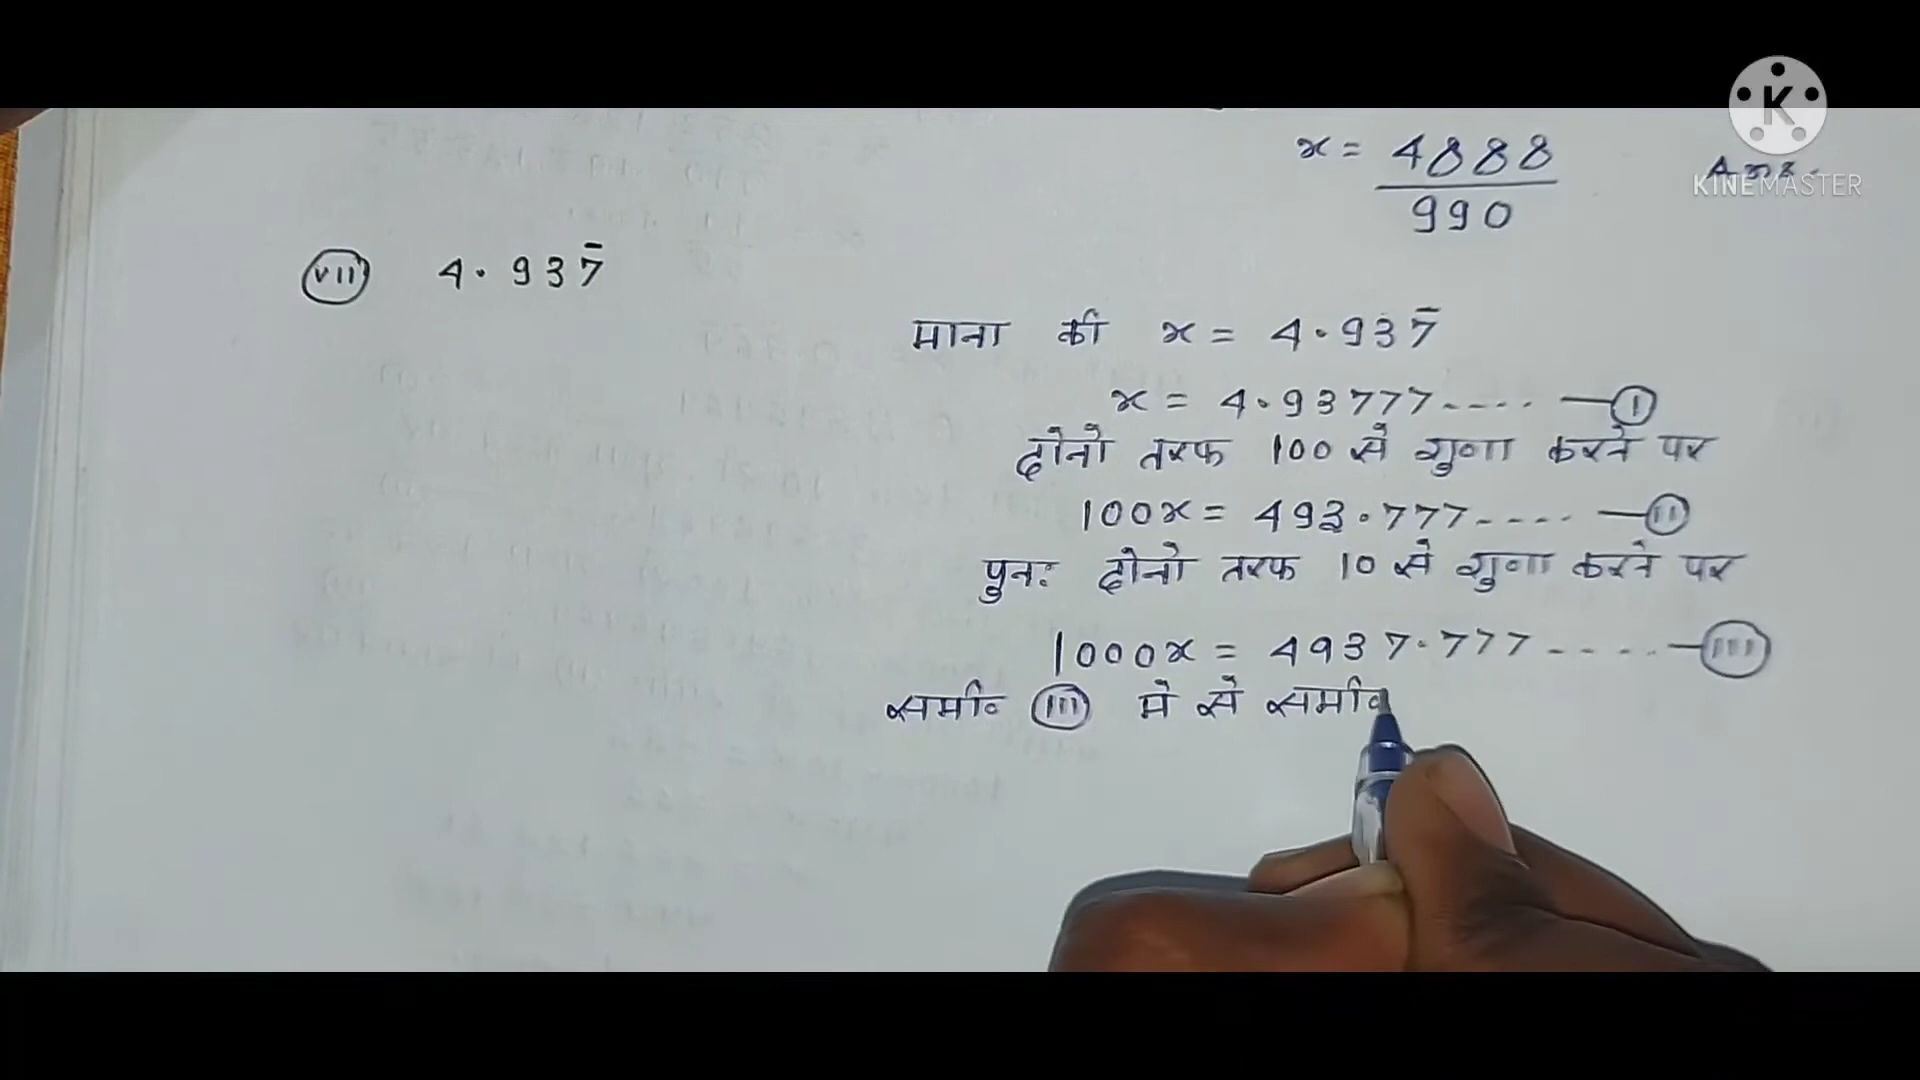 x = 4888
990
Ans.
KINEMASTER
VII 4.937̄
माना की x = 4.937̄
x = 4.93777.... — I
दोनो तरफ 100 से गुणा करने पर
100x = 493.777.... — II
पुनः दोनो तरफ 10 से गुणा करने पर
1000x = 4937.777..... — III
समी० III मे से समी०